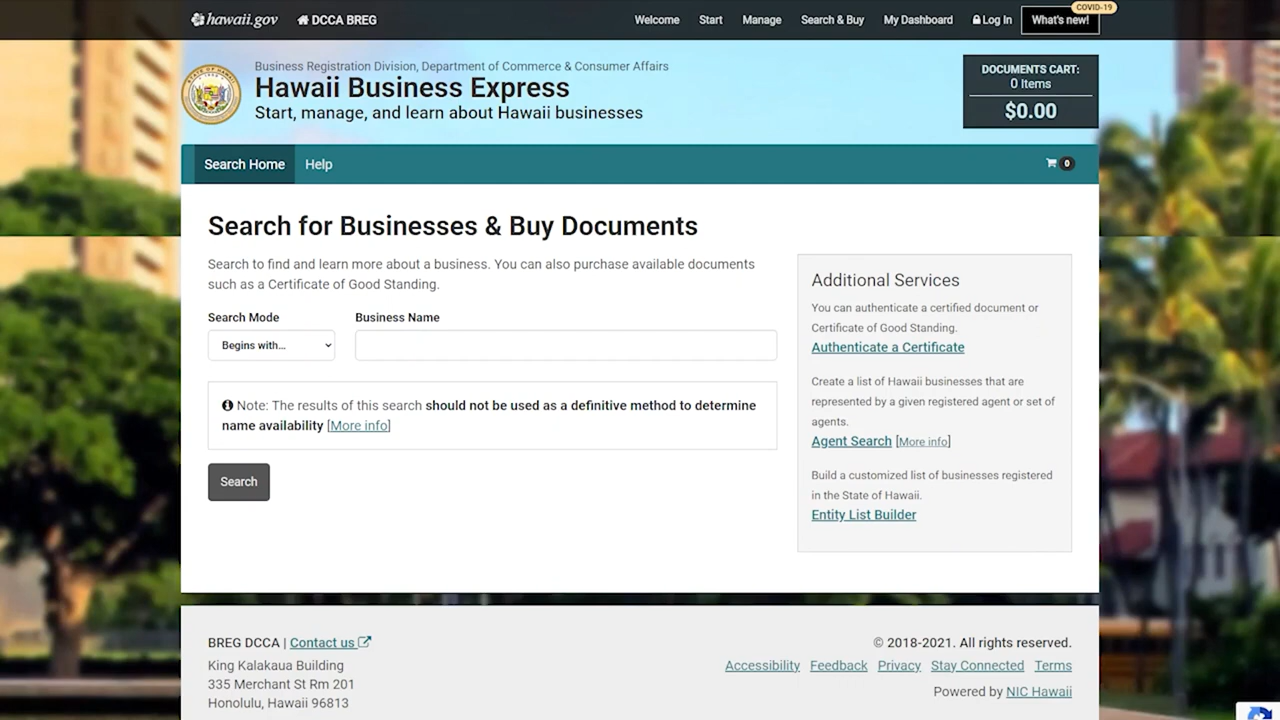 hawaii.gov DCCA BREG Welcome Start Manage Search & Buy My Dashboard Log In What's new! COVID-19
Business Registration Division, Department of Commerce & Consumer Affairs
Hawaii Business Express
Start, manage, and learn about Hawaii businesses
DOCUMENTS CART:
0 Items
$0.00
Search Home Help 0
Search for Businesses & Buy Documents
Search to find and learn more about a business. You can also purchase available documents
such as a Certificate of Good Standing.
Search Mode Business Name
Begins with...
Note: The results of this search should not be used as a definitive method to determine
name availability [More info]
Search
Additional Services
You can authenticate a certified document or
Certificate of Good Standing.
Authenticate a Certificate
Create a list of Hawaii businesses that are
represented by a given registered agent or set of
agents.
Agent Search [More info]
Build a customized list of businesses registered
in the State of Hawaii.
Entity List Builder
BREG DCCA | Contact us
King Kalakaua Building
335 Merchant St Rm 201
Honolulu, Hawaii 96813
© 2018-2021. All rights reserved.
Accessibility Feedback Privacy Stay Connected Terms
Powered by NIC Hawaii